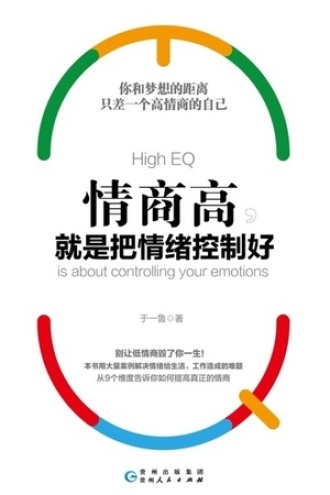 你和梦想的距离
只差一个高情商的自己
High EQ
情商高，
就是把情绪控制好
is about controlling your emotions
于一鲁◎著
别让低情商毁了你一生！
本书用大量案例解决情绪给生活、工作造成的难题
从9个维度告诉你如何提高真正的情商
贵州出版集团
贵州人民出版社